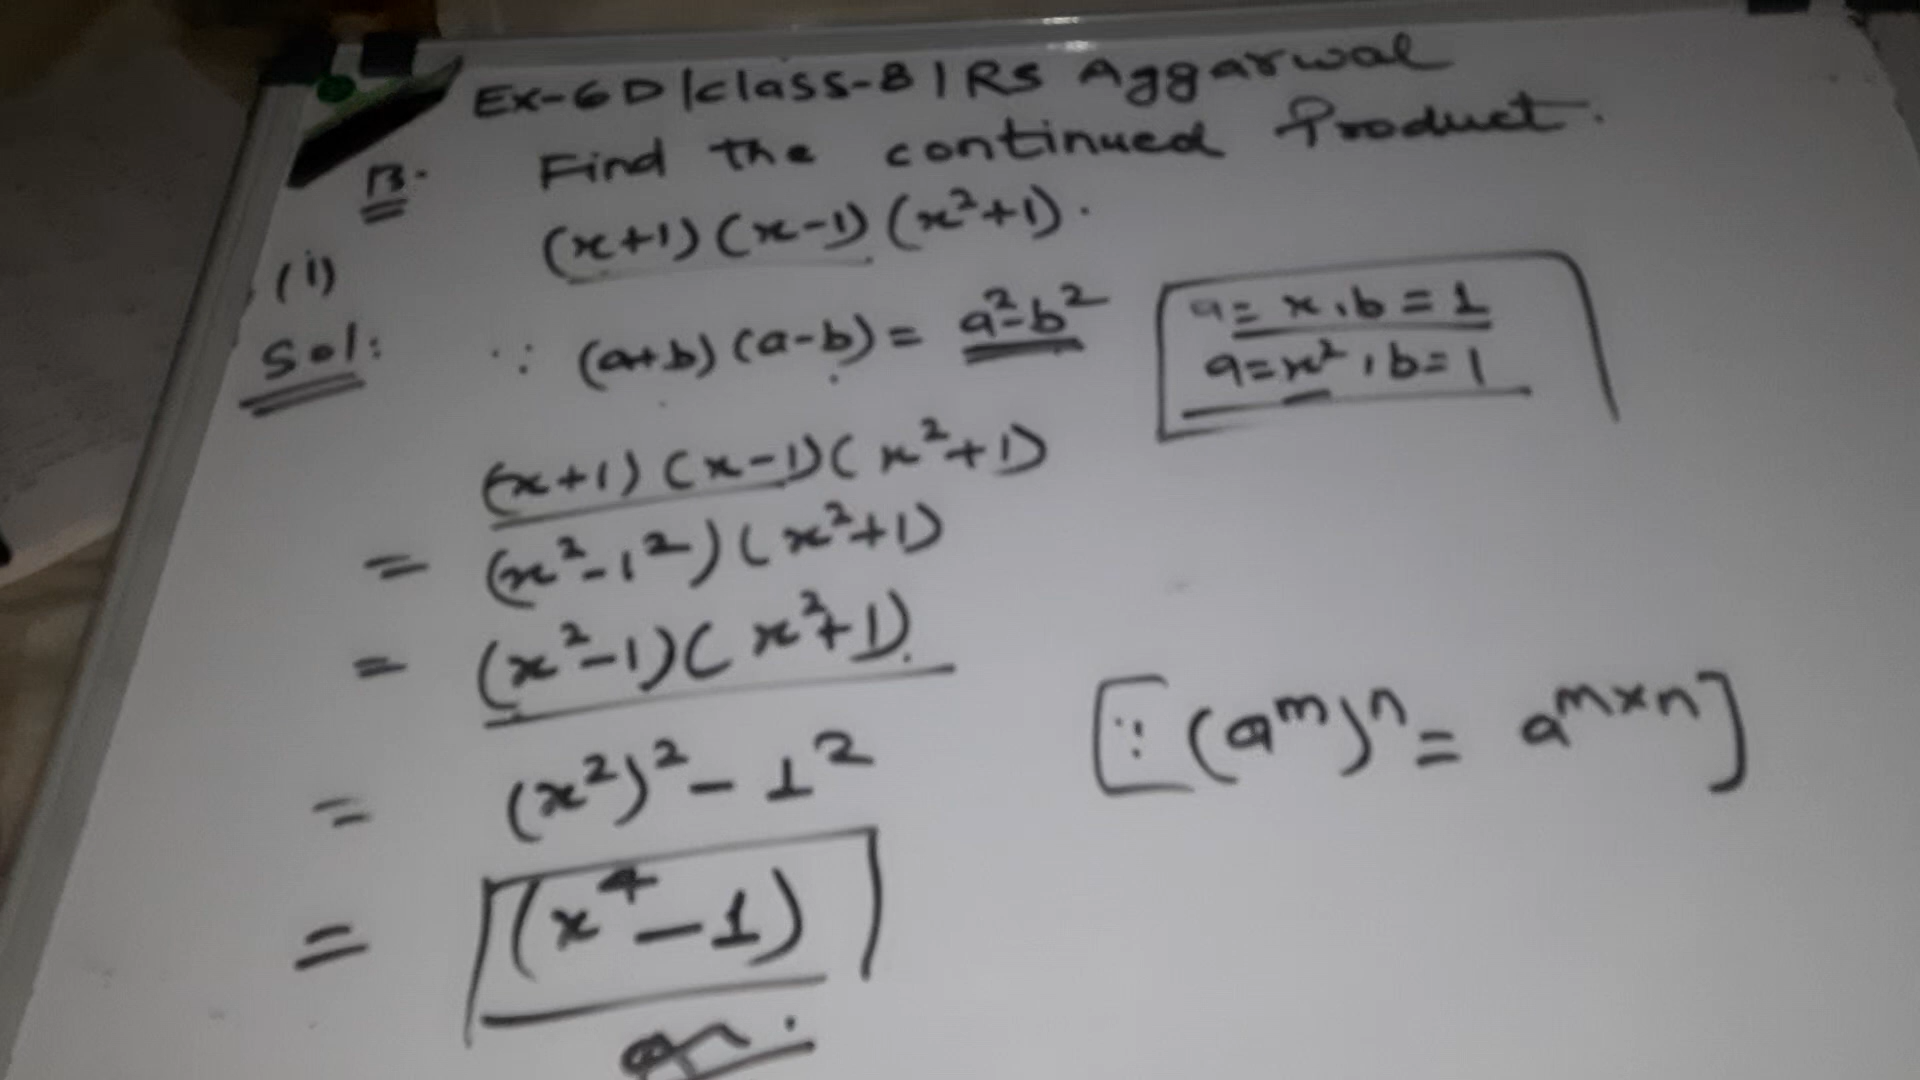 Ex-6D|class-8|RS Aggarwal
13. Find the continued Product.
(i) (x+1)(x-1)(x²+1).
Sol: ∵ (a+b)(a-b)= a²-b²
a = x, b = 1
a=x², b=1
(x+1)(x-1)(x²+1)
= (x²-1²)(x²+1)
= (x²-1)(x²+1)
= (x²)² - 1² [∵ (aᵐ)ⁿ = aᵐˣⁿ]
= (x⁴-1)